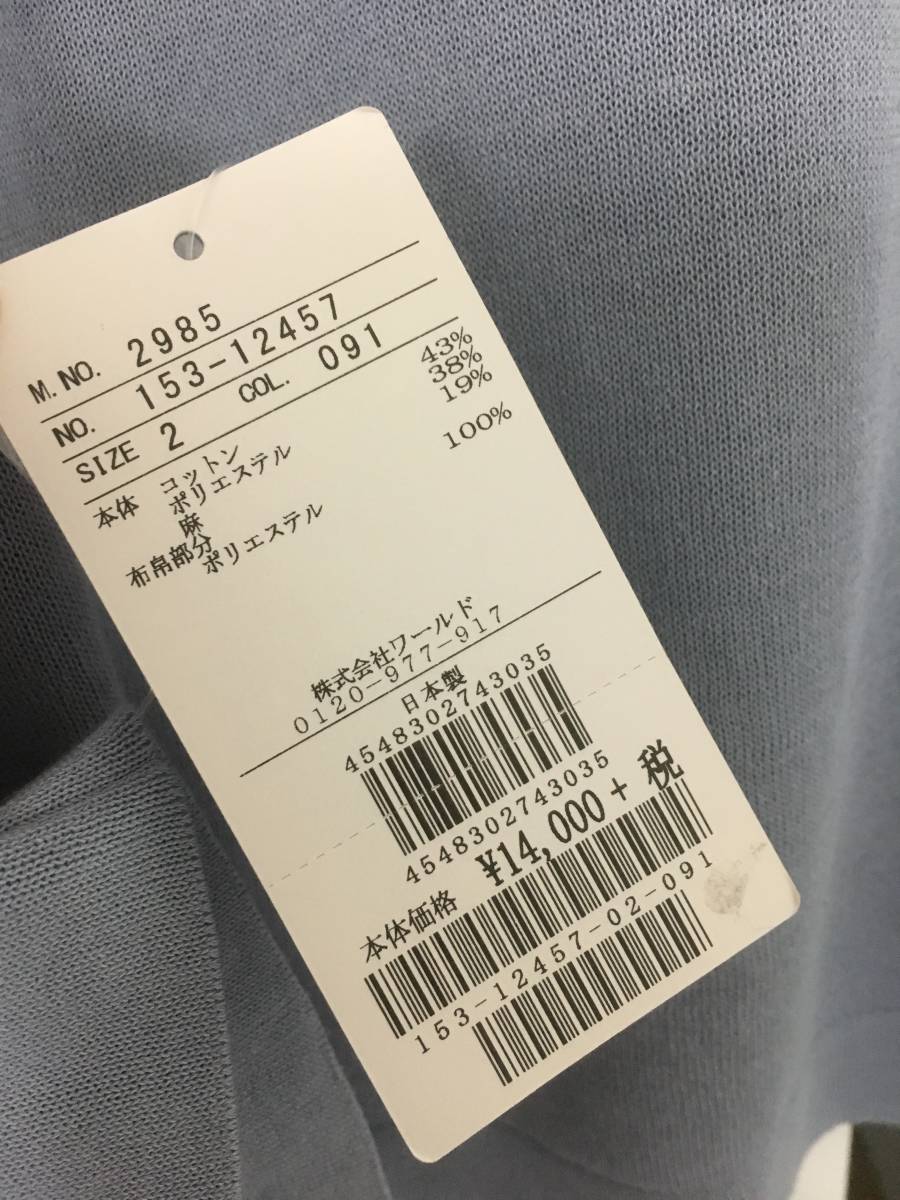 M.NO. 2985
NO. 153-12457
SIZE 2 COL. 091
本体 コットン 43%
ポリエステル 38%
麻 19%
布帛部分
ポリエステル 100%
株式会社ワールド
0120-977-917
日本製
4548302743035
4548302743035
本体価格 ¥14,000+税
153-12457-02-091